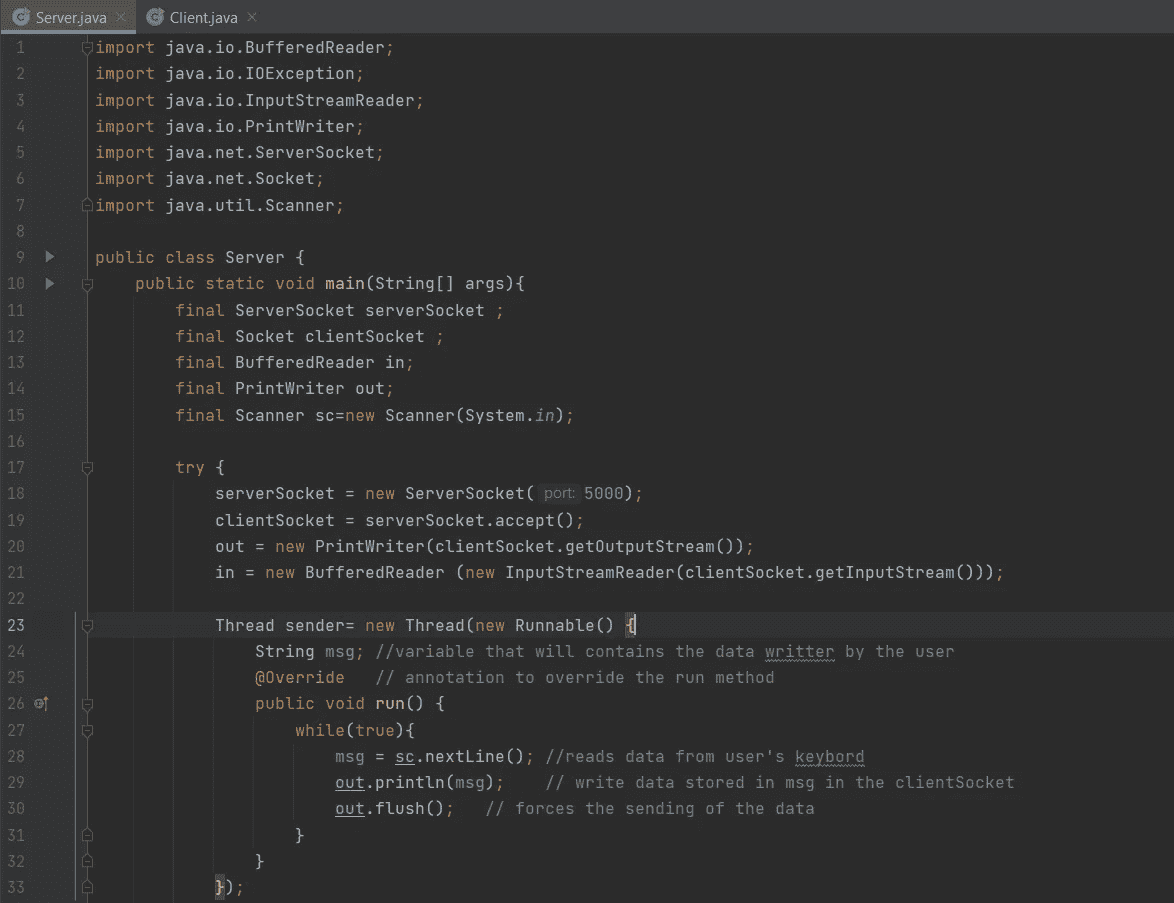 Server.java Client.java
1 import java.io.BufferedReader;
2 import java.io.IOException;
3 import java.io.InputStreamReader;
4 import java.io.PrintWriter;
5 import java.net.ServerSocket;
6 import java.net.Socket;
7 import java.util.Scanner;
8
9 public class Server {
10 public static void main(String[] args){
11 final ServerSocket serverSocket ;
12 final Socket clientSocket ;
13 final BufferedReader in;
14 final PrintWriter out;
15 final Scanner sc=new Scanner(System.in);
16
17 try {
18 serverSocket = new ServerSocket( port: 5000);
19 clientSocket = serverSocket.accept();
20 out = new PrintWriter(clientSocket.getOutputStream());
21 in = new BufferedReader (new InputStreamReader(clientSocket.getInputStream()));
22
23 Thread sender= new Thread(new Runnable() {
24 String msg; //variable that will contains the data writter by the user
25 @Override // annotation to override the run method
26 public void run() {
27 while(true){
28 msg = sc.nextLine(); //reads data from user's keybord
29 out.println(msg); // write data stored in msg in the clientSocket
30 out.flush(); // forces the sending of the data
31 }
32 }
33 });